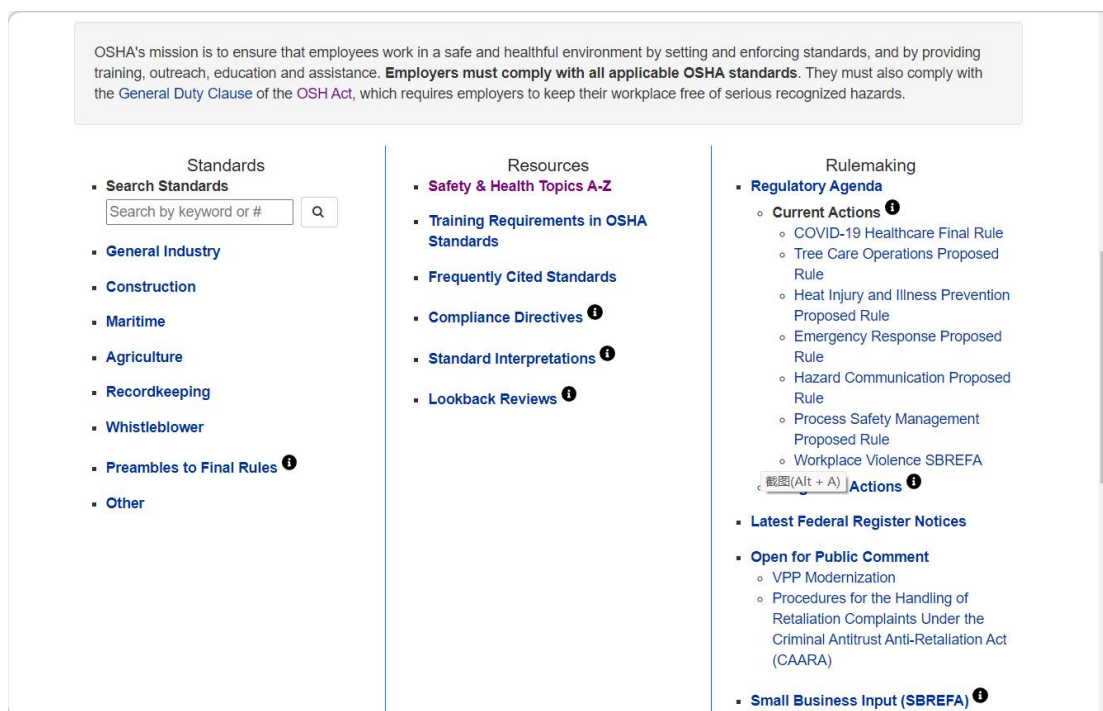 OSHA's mission is to ensure that employees work in a safe and healthful environment by setting and enforcing standards, and by providing
training, outreach, education and assistance. Employers must comply with all applicable OSHA standards. They must also comply with
the General Duty Clause of the OSH Act, which requires employers to keep their workplace free of serious recognized hazards.
Standards
Search Standards
Search by keyword or #
General Industry
Construction
Maritime
Agriculture
Recordkeeping
Whistleblower
Preambles to Final Rules
Other
Resources
Safety & Health Topics A-Z
Training Requirements in OSHA
Standards
Frequently Cited Standards
Compliance Directives
Standard Interpretations
Lookback Reviews
Rulemaking
Regulatory Agenda
Current Actions
COVID-19 Healthcare Final Rule
Tree Care Operations Proposed
Rule
Heat Injury and Illness Prevention
Proposed Rule
Emergency Response Proposed
Rule
Hazard Communication Proposed
Rule
Process Safety Management
Proposed Rule
Workplace Violence SBREFA
截图(Alt + A) Actions
Latest Federal Register Notices
Open for Public Comment
VPP Modernization
Procedures for the Handling of
Retaliation Complaints Under the
Criminal Antitrust Anti-Retaliation Act
(CAARA)
Small Business Input (SBREFA)